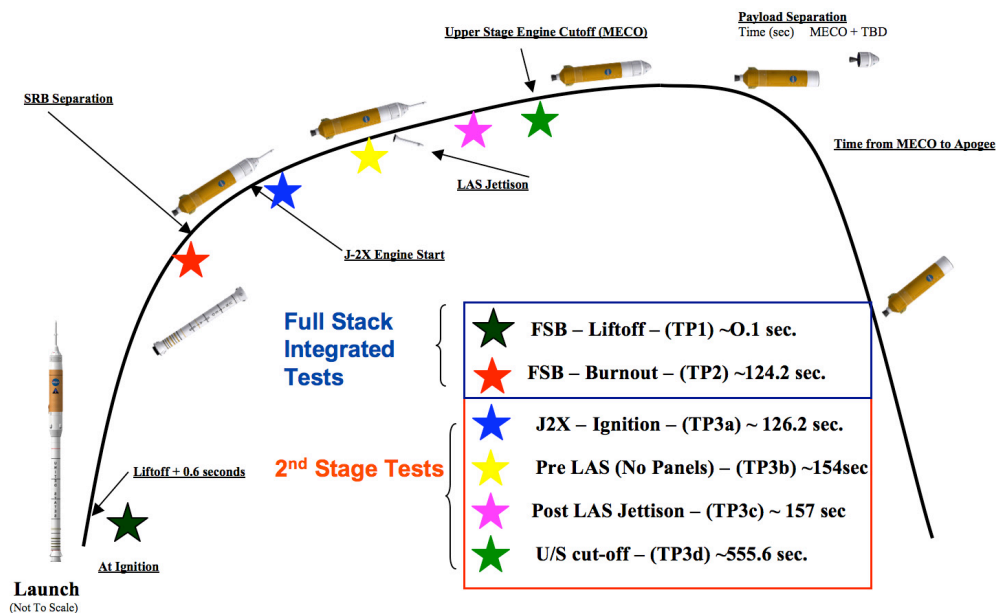 Payload Separation
Time (sec) MECO + TBD
Upper Stage Engine Cutoff (MECO)
SRB Separation
Time from MECO to Apogee
LAS Jettison
J-2X Engine Start
Full Stack
Integrated
Tests
FSB – Liftoff – (TP1) ~O.1 sec.
FSB – Burnout – (TP2) ~124.2 sec.
2nd Stage Tests
J2X – Ignition – (TP3a) ~ 126.2 sec.
Pre LAS (No Panels) – (TP3b) ~154sec
Post LAS Jettison – (TP3c) ~ 157 sec
U/S cut-off – (TP3d) ~555.6 sec.
Liftoff + 0.6 seconds
At Ignition
Launch
(Not To Scale)